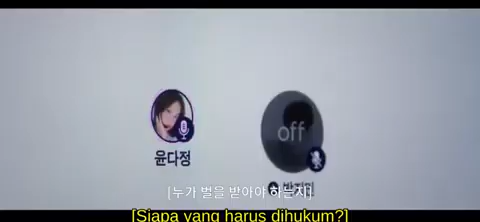 off
윤다정
[누가 벌을 받아야 하는지]
[Siapa yang harus dihukum?]